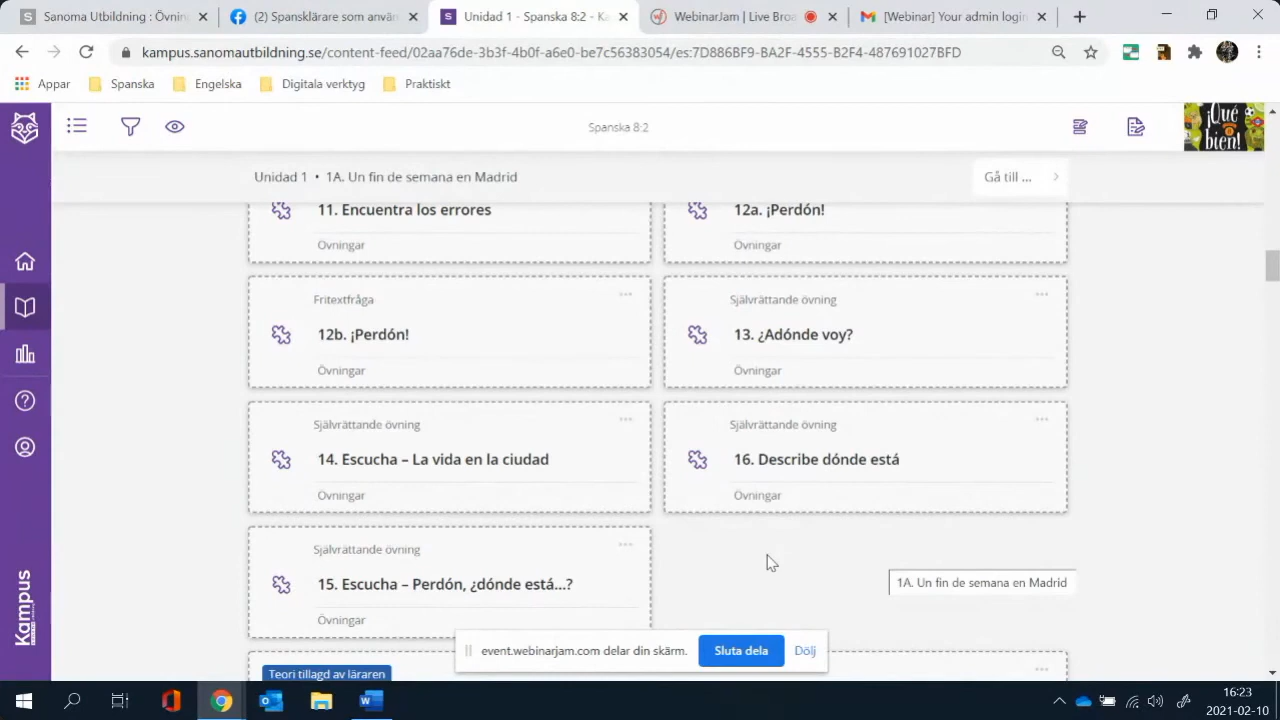 Sanoma Utbildning : Övnin
(2) Spansklärare som använ
Unidad 1 - Spanska 8:2 - Ka
WebinarJam | Live Broa
[Webinar] Your admin login
kampus.sanomautbildning.se/content-feed/02aa76de-3b3f-4b0f-a6e0-be7c56383054/es:7D886BF9-BA2F-4555-B2F4-487691027BFD
Appar
Spanska
Engelska
Digitala verktyg
Praktiskt
Spanska 8:2
¡Qué
bien!
Unidad 1 • 1A. Un fin de semana en Madrid
Gå till ...
11. Encuentra los errores
12a. ¡Perdón!
Övningar
Övningar
Fritextfråga
Självrättande övning
12b. ¡Perdón!
13. ¿Adónde voy?
Övningar
Övningar
Självrättande övning
Självrättande övning
14. Escucha – La vida en la ciudad
16. Describe dónde está
Övningar
Övningar
Självrättande övning
15. Escucha – Perdón, ¿dónde está...?
1A. Un fin de semana en Madrid
Övningar
Kampus
event.webinarjam.com delar din skärm.
Sluta dela
Dölj
Teori tillagd av läraren
16:23
2021-02-10